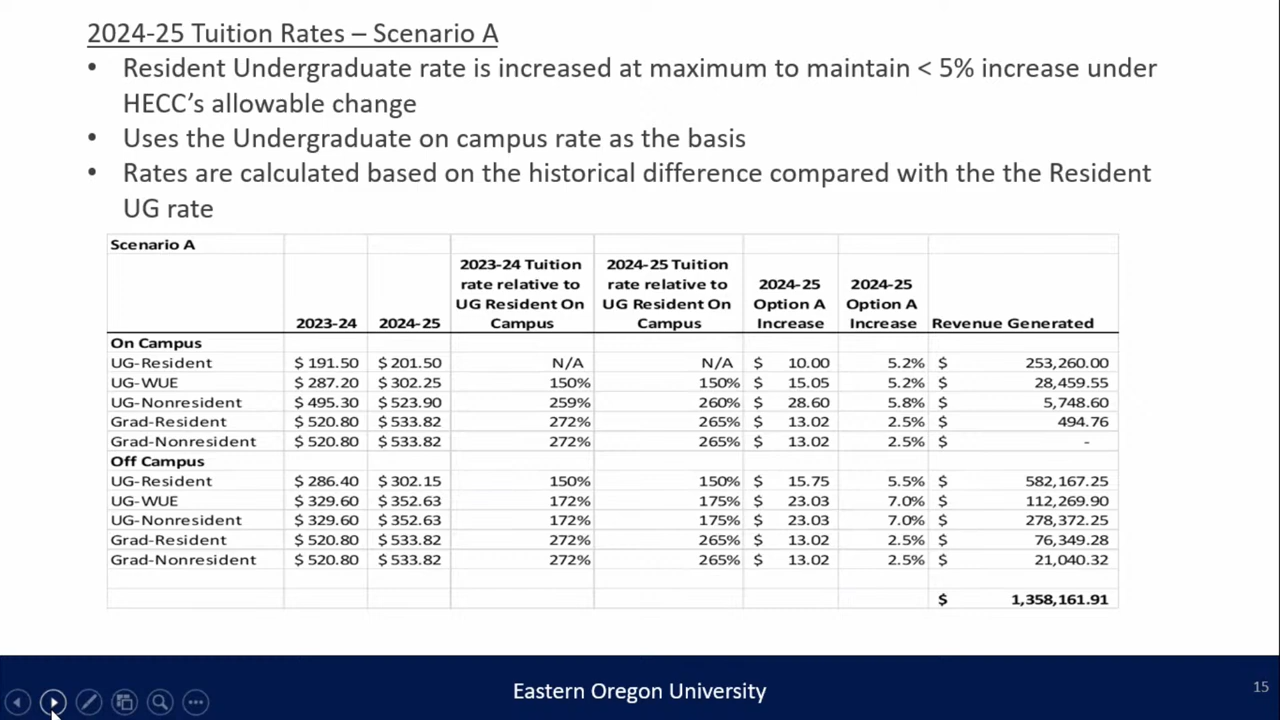 2024-25 Tuition Rates – Scenario A
• Resident Undergraduate rate is increased at maximum to maintain < 5% increase under
HECC's allowable change
• Uses the Undergraduate on campus rate as the basis
• Rates are calculated based on the historical difference compared with the the Resident
UG rate
Scenario A
2023-24 Tuition 2024-25 Tuition
rate relative to rate relative to 2024-25 2024-25
UG Resident On UG Resident On Option A Option A
2023-24 2024-25 Campus Campus Increase Increase Revenue Generated
On Campus
UG-Resident $ 191.50 $ 201.50 N/A N/A $ 10.00 5.2% $ 253,260.00
UG-WUE $ 287.20 $ 302.25 150% 150% $ 15.05 5.2% $ 28,459.55
UG-Nonresident $ 495.30 $ 523.90 259% 260% $ 28.60 5.8% $ 5,748.60
Grad-Resident $ 520.80 $ 533.82 272% 265% $ 13.02 2.5% $ 494.76
Grad-Nonresident $ 520.80 $ 533.82 272% 265% $ 13.02 2.5% $ -
Off Campus
UG-Resident $ 286.40 $ 302.15 150% 150% $ 15.75 5.5% $ 582,167.25
UG-WUE $ 329.60 $ 352.63 172% 175% $ 23.03 7.0% $ 112,269.90
UG-Nonresident $ 329.60 $ 352.63 172% 175% $ 23.03 7.0% $ 278,372.25
Grad-Resident $ 520.80 $ 533.82 272% 265% $ 13.02 2.5% $ 76,349.28
Grad-Nonresident $ 520.80 $ 533.82 272% 265% $ 13.02 2.5% $ 21,040.32
$ 1,358,161.91
Eastern Oregon University
15